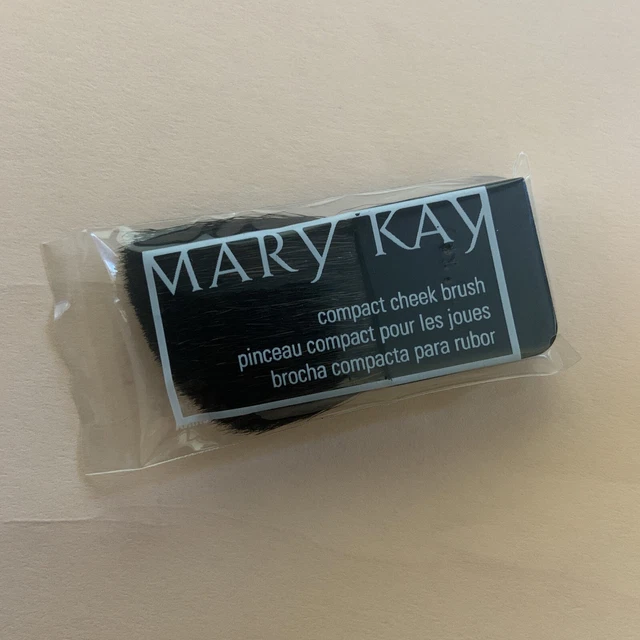 MARY KAY
compact cheek brush
pinceau compact pour les joues
brocha compacta para rubor